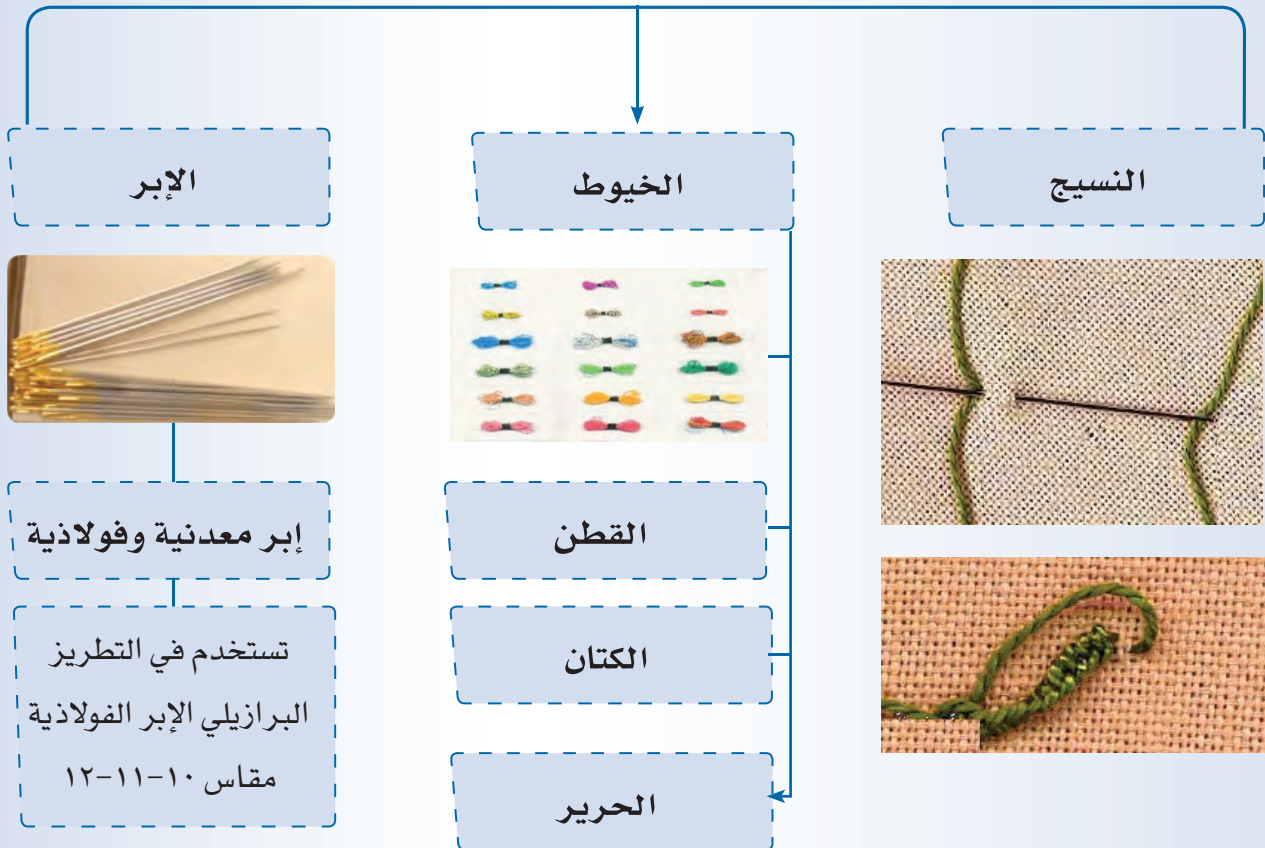 النسيج
الخيوط
الإبر
القطن
الكتان
الحرير
إبر معدنية وفولاذية
تستخدم في التطريز
البرازيلي الإبر الفولاذية
مقاس ١٠-١١-١٢